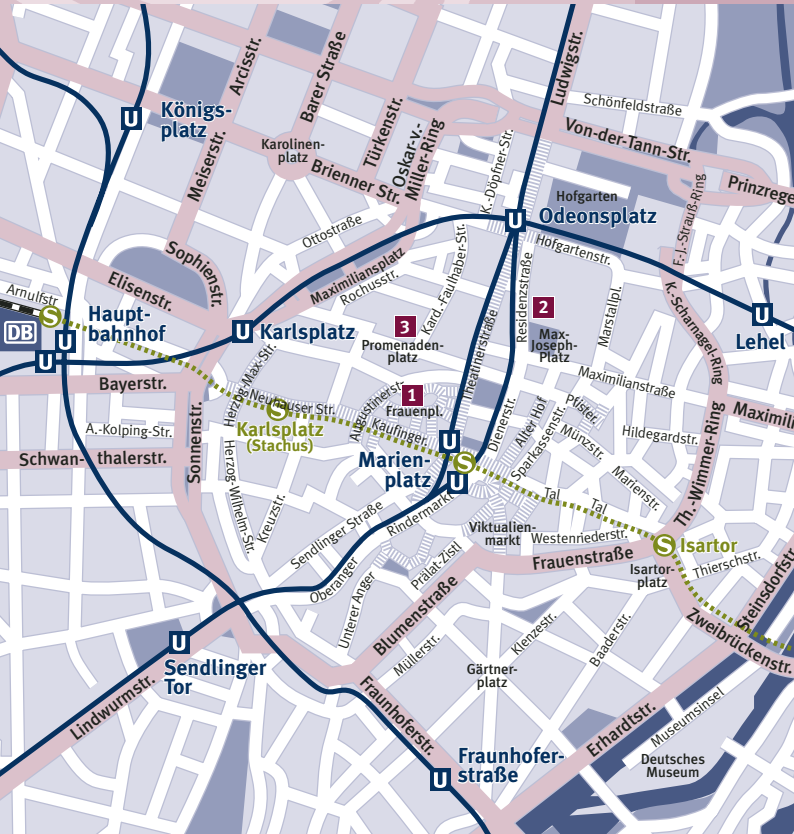 Ludwigstr.
Arcisstr.
Barer Straße
Türkenstr.
Oskar-v.-
Miller-Ring
Schönfeldstraße
U
Königs-
platz
Karolinen-
platz
Von-der-Tann-Str.
Meiserstr.
Brienner Str.
K.-Döpfner-Str.
Prinzrege
F.-J.-Strauß-Ring
Hofgarten
U
Odeonsplatz
Ottostraße
Hofgartenstr.
Sophienstr.
Elisenstr.
Maximiliansplatz
Rochusstr.
Kard.-Faulhaber-Str.
Residenzstraße
Marstallpl.
K.-Scharnagel-Ring
Arnulfstr.
S
DB
Haupt-
bahnhof
U
U
U
Karlsplatz
3
Promenaden-
platz
2
Max-
Joseph-
Platz
U
Lehel
Theatinerstraße
Bayerstr.
Herzog-Max-Str.
Neuhauser Str.
S
Karlsplatz
(Stachus)
Augustinerstr.
1
Frauenpl.
Kaufinger
Maximilianstraße
Maximili
Dienerstr.
Alter Hof
Sparkassenstr.
Pfister.
Münzstr.
Hildegardstr.
A.-Kolping-Str.
Schwan-
thalerstr.
Sonnenstr.
Herzog-Wilhelm-Str.
Kreuzstr.
U
Marien-
platz
S
U
Marienstr.
Th.-Wimmer-Ring
Tal
Tal
Sendlinger Straße
Rindermarkt
Viktualien-
markt
Westenriederstr.
S
Isartor
Isartor-
platz
Thierschstr.
Frauenstraße
Oberanger
Unterer Anger
Prälat-Zistl
Blumenstraße
Steinsdorfstr.
Zweibrückenstr.
Müllerstr.
Klenzestr.
Baaderstr.
U
Sendlinger
Tor
Lindwurmstr.
Gärtner-
platz
Fraunhoferstr.
Erhardtstr.
Museumsinsel
Deutsches
Museum
U
Fraunhofer-
straße